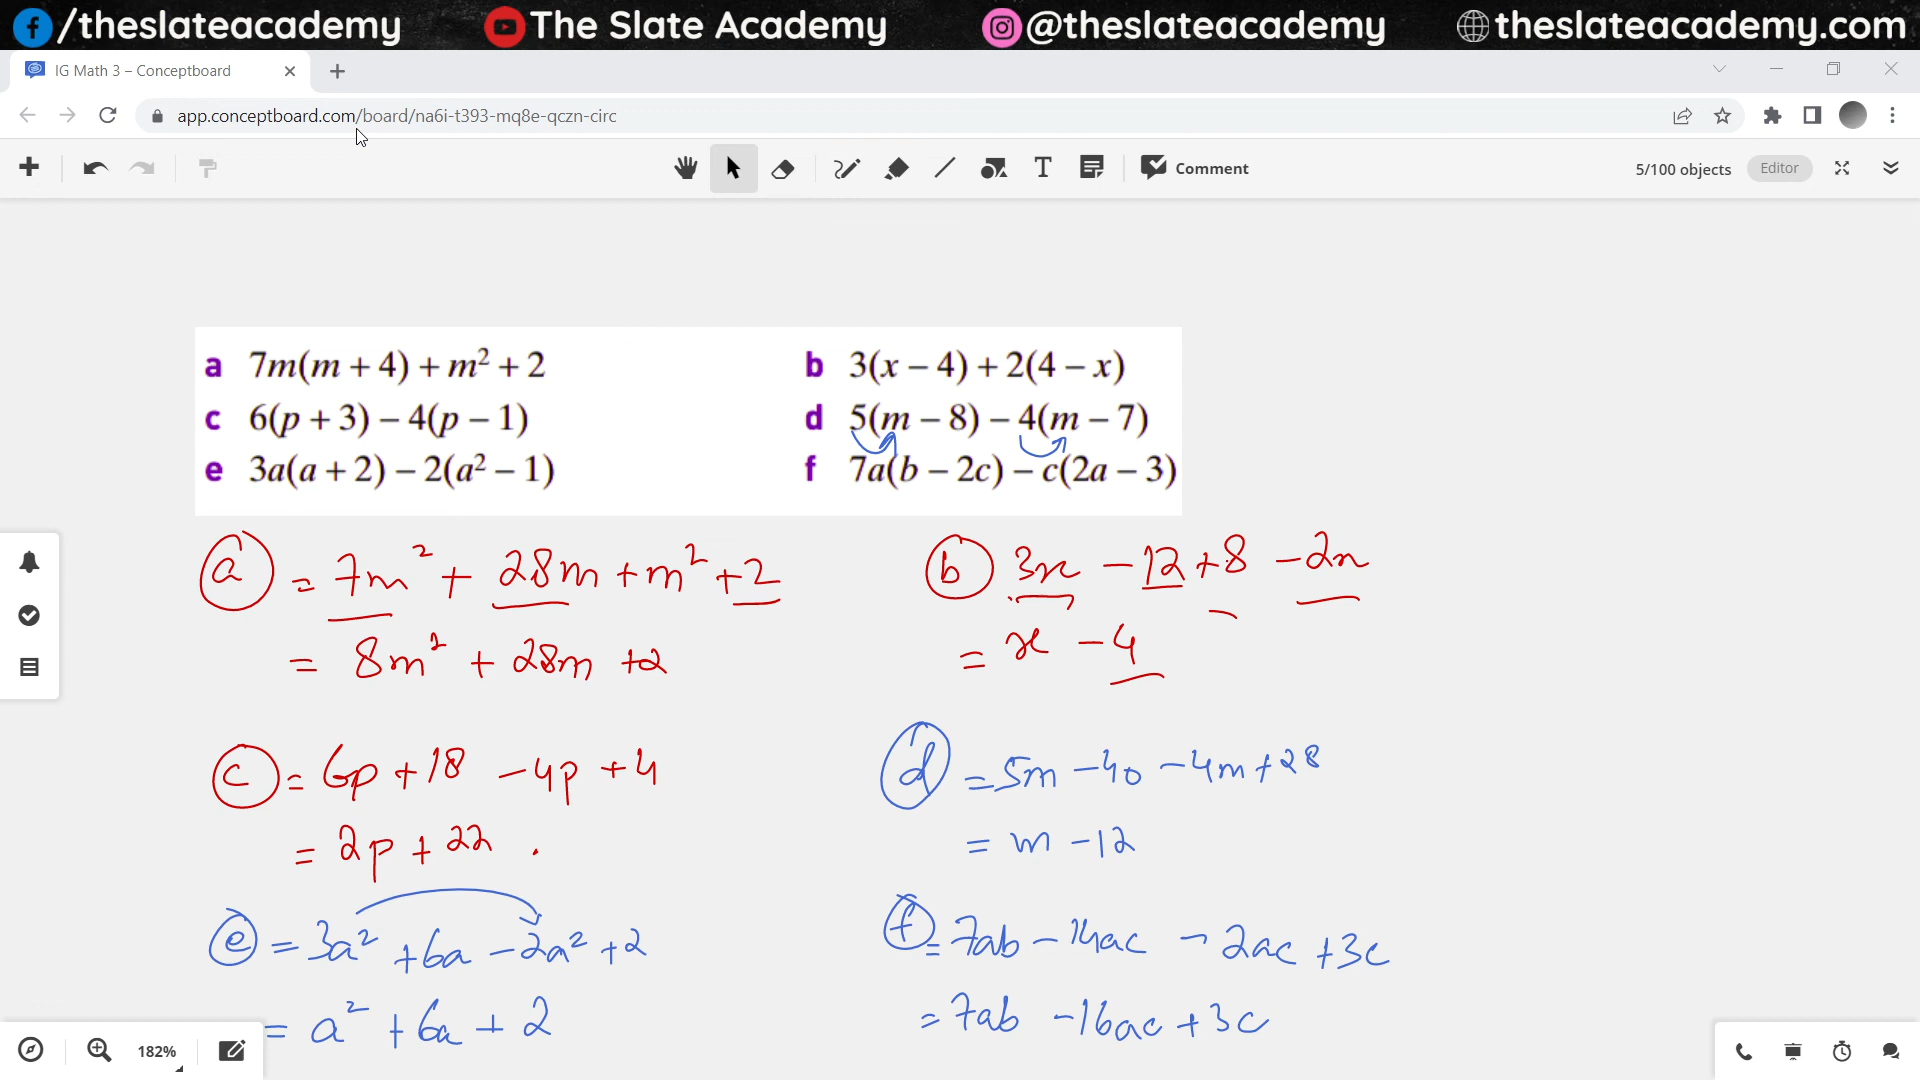 /theslateacademy The Slate Academy @theslateacademy theslateacademy.com
IG Math 3 – Conceptboard
app.conceptboard.com/board/na6i-t393-mq8e-qczn-circ
Comment 5/100 objects Editor
a 7m(m + 4) + m² + 2 b 3(x – 4) + 2(4 – x)
c 6(p + 3) – 4(p – 1) d 5(m – 8) – 4(m – 7)
e 3a(a + 2) – 2(a² – 1) f 7a(b – 2c) – c(2a – 3)
a = 7m² + 28m + m² + 2 b 3x – 12 + 8 – 2x
= 8m² + 28m + 2 = x – 4
c = 6p + 18 – 4p + 4 d = 5m – 40 – 4m + 28
= 2p + 22 . = m – 12
e = 3a² + 6a – 2a² + 2 f = 7ab – 14ac – 2ac + 3c
= a² + 6a + 2 = 7ab – 16ac + 3c
182%